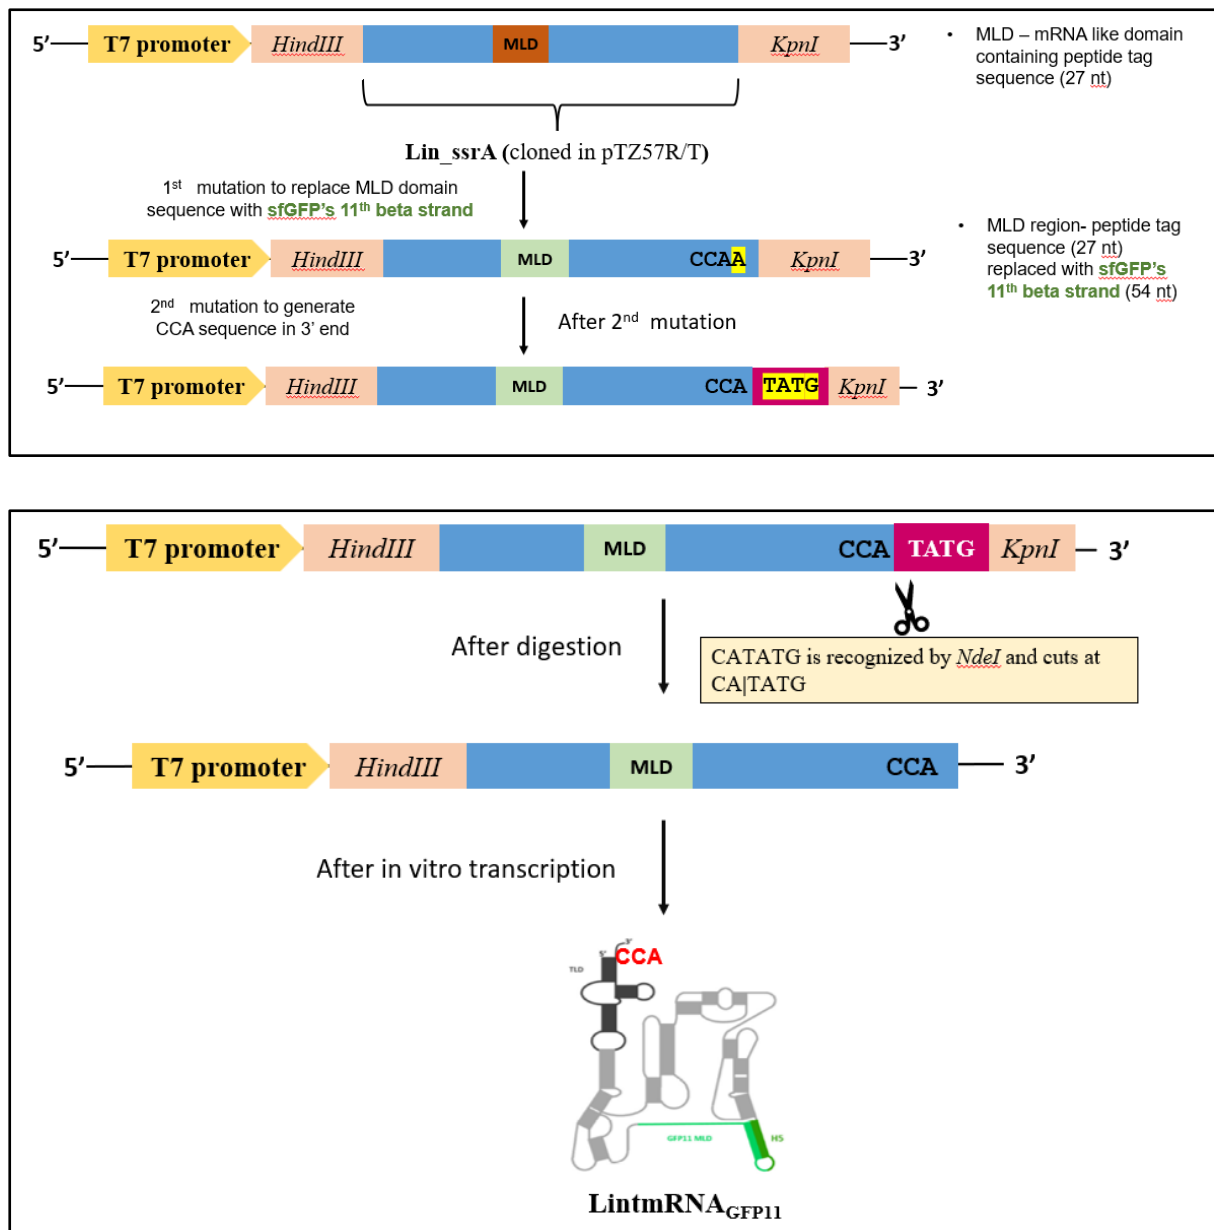 5’ T7 promoter HindIII MLD KpnI 3’
• MLD – mRNA like domain
containing peptide tag
sequence (27 nt)
Lin_ssrA (cloned in pTZ57R/T)
1st mutation to replace MLD domain
sequence with sfGFP's 11th beta strand
5’ T7 promoter HindIII MLD CCAA KpnI 3’
• MLD region- peptide tag
sequence (27 nt)
replaced with sfGFP's
11th beta strand (54 nt)
2nd mutation to generate
CCA sequence in 3’ end
After 2nd mutation
5’ T7 promoter HindIII MLD CCA TATG KpnI 3’
5’ T7 promoter HindIII MLD CCA TATG KpnI 3’
After digestion
CATATG is recognized by NdeI and cuts at
CA|TATG
5’ T7 promoter HindIII MLD CCA 3’
After in vitro transcription
3'
5' CCA
TLD
GFP11 MLD
H5
LintmRNAGFP11